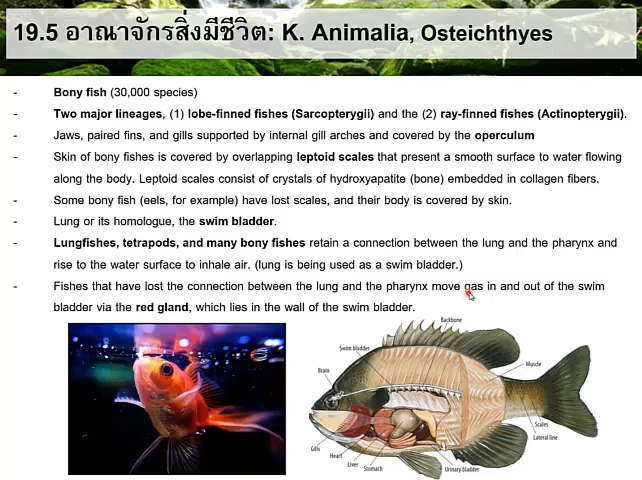 19.5 อาณาจักรสิ่งมีชีวิต: K. Animalia, Osteichthyes
- Bony fish (30,000 species)
- Two major lineages, (1) lobe-finned fishes (Sarcopterygii) and the (2) ray-finned fishes (Actinopterygii).
- Jaws, paired fins, and gills supported by internal gill arches and covered by the operculum
- Skin of bony fishes is covered by overlapping leptoid scales that present a smooth surface to water flowing
along the body. Leptoid scales consist of crystals of hydroxyapatite (bone) embedded in collagen fibers.
- Some bony fish (eels, for example) have lost scales, and their body is covered by skin.
- Lung or its homologue, the swim bladder.
- Lungfishes, tetrapods, and many bony fishes retain a connection between the lung and the pharynx and
rise to the water surface to inhale air. (lung is being used as a swim bladder.)
- Fishes that have lost the connection between the lung and the pharynx move gas in and out of the swim
bladder via the red gland, which lies in the wall of the swim bladder.
Backbone
Swim bladder
Muscle
Brain
Scales
Lateral line
Gills
Heart
Liver
Stomach
Urinary bladder